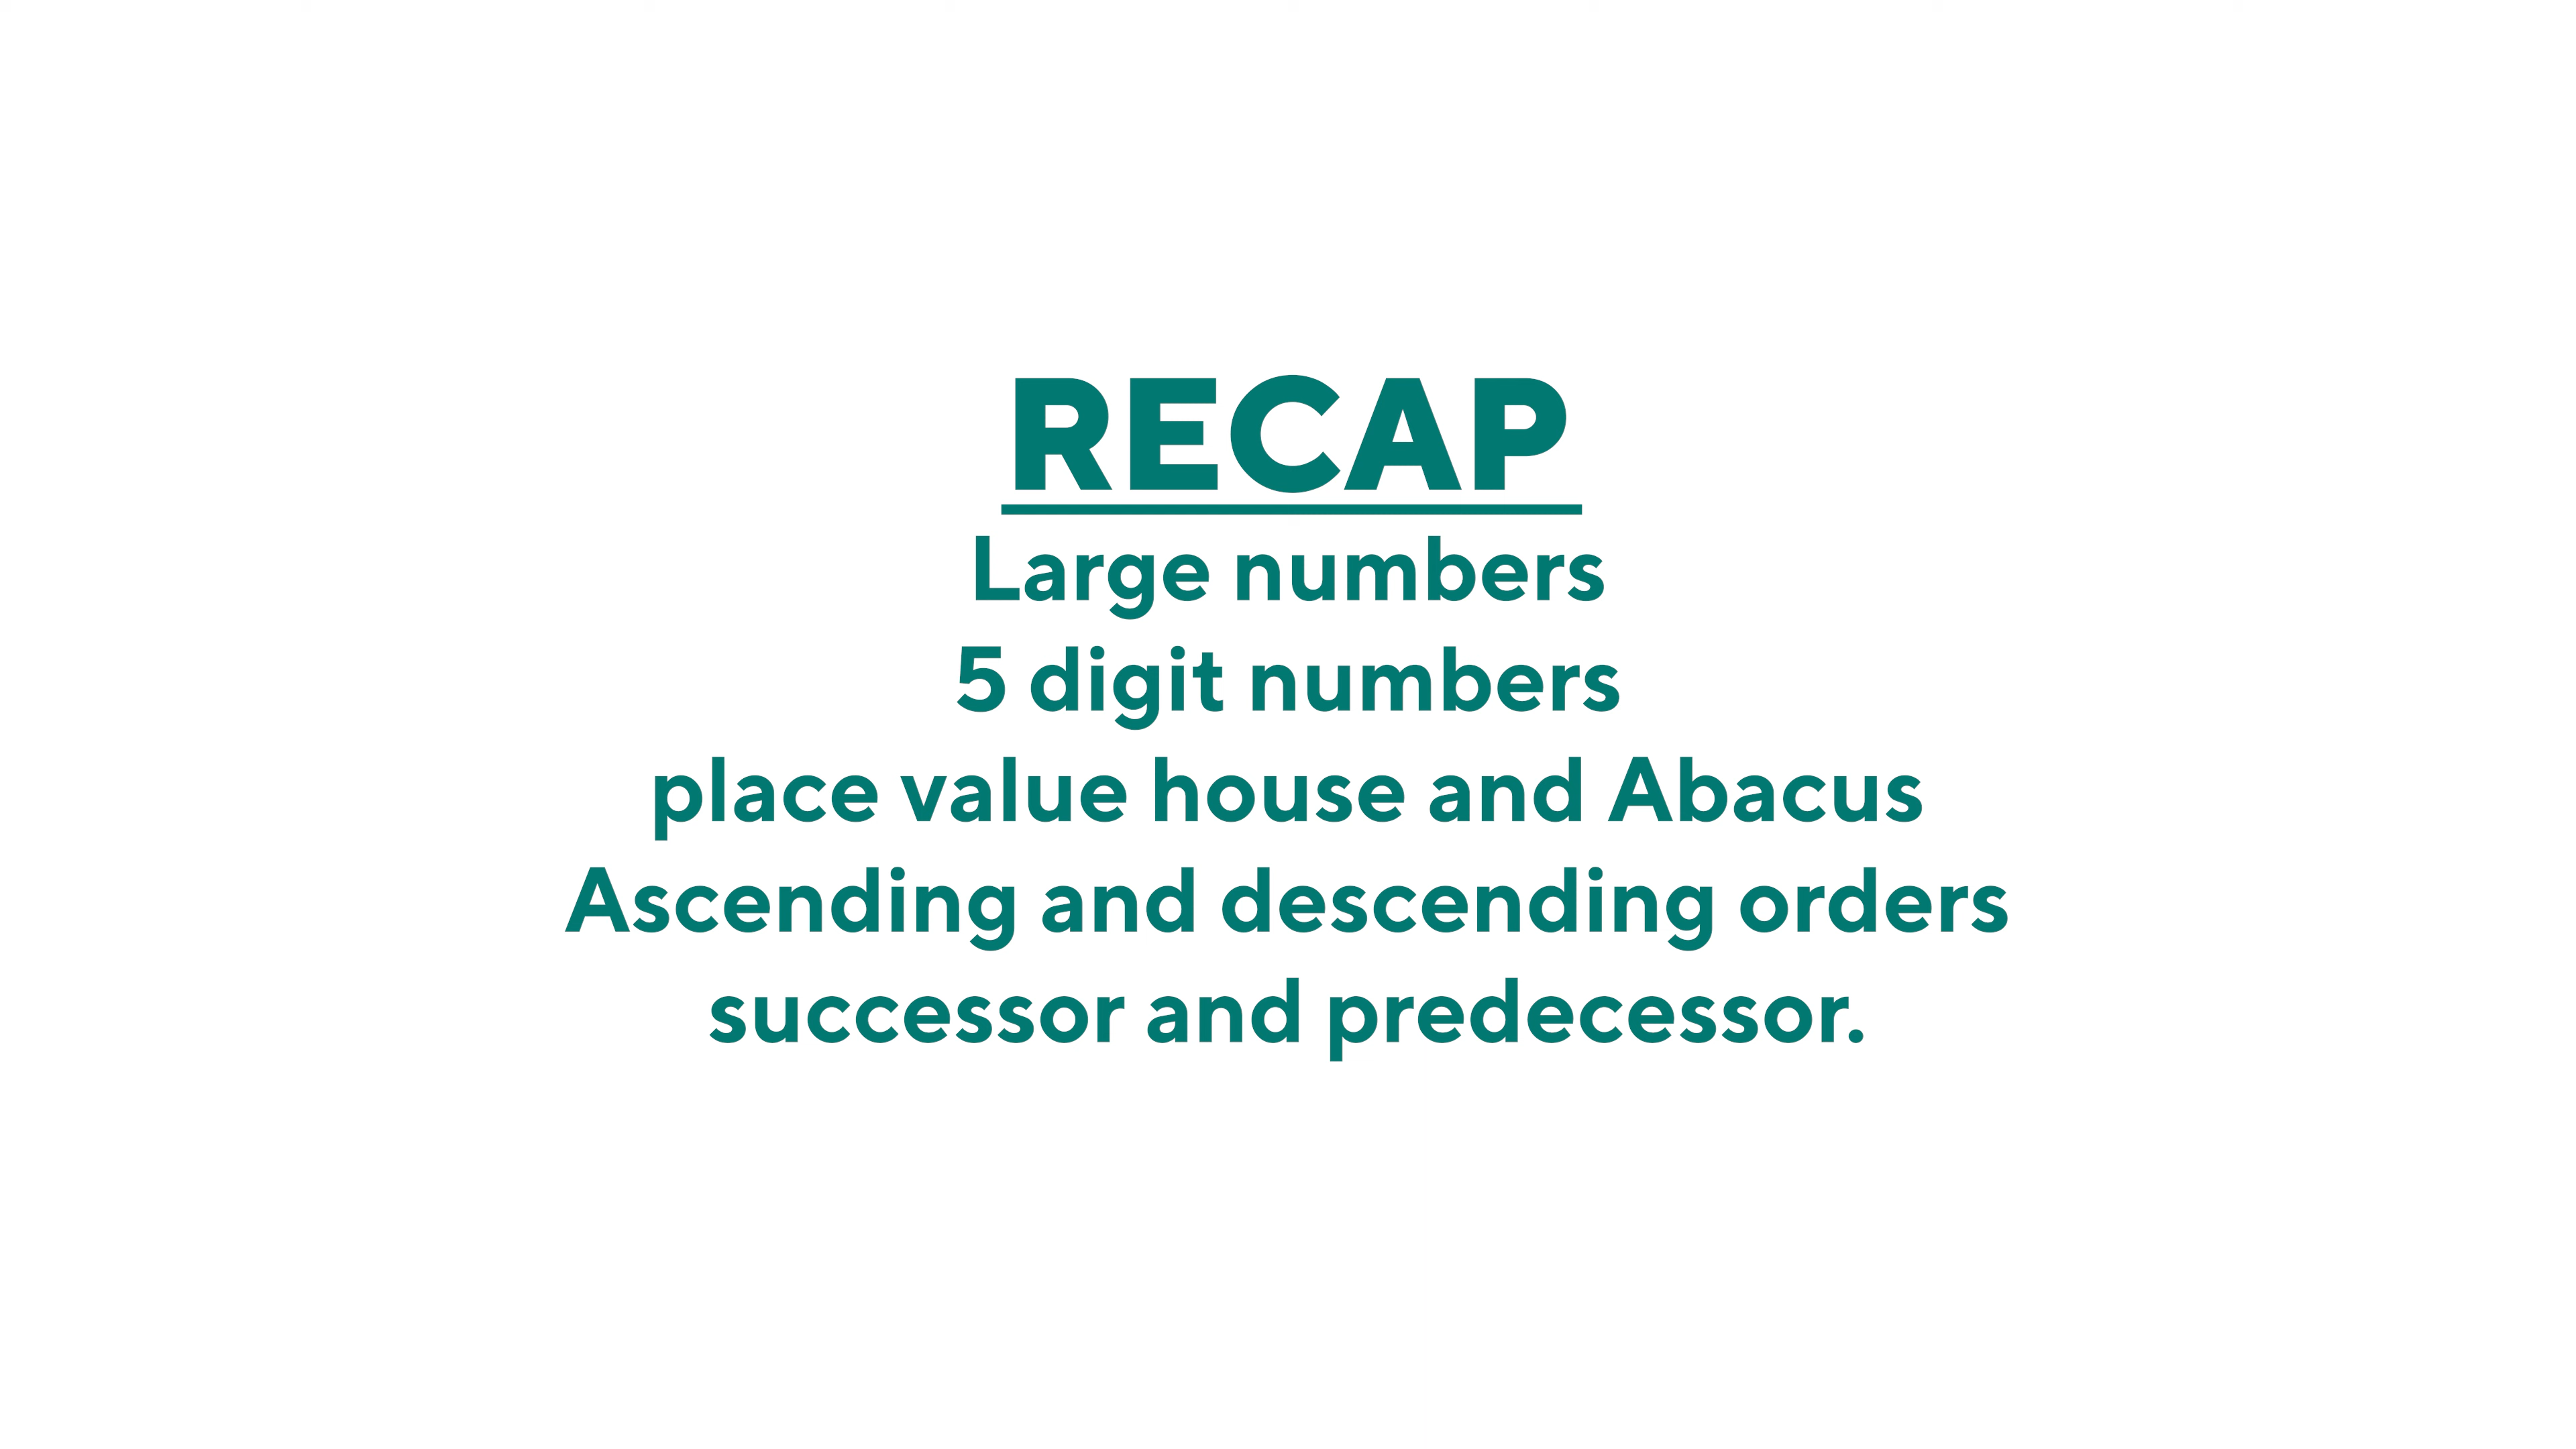 RECAP
Large numbers
5 digit numbers
place value house and Abacus
Ascending and descending orders
successor and predecessor.